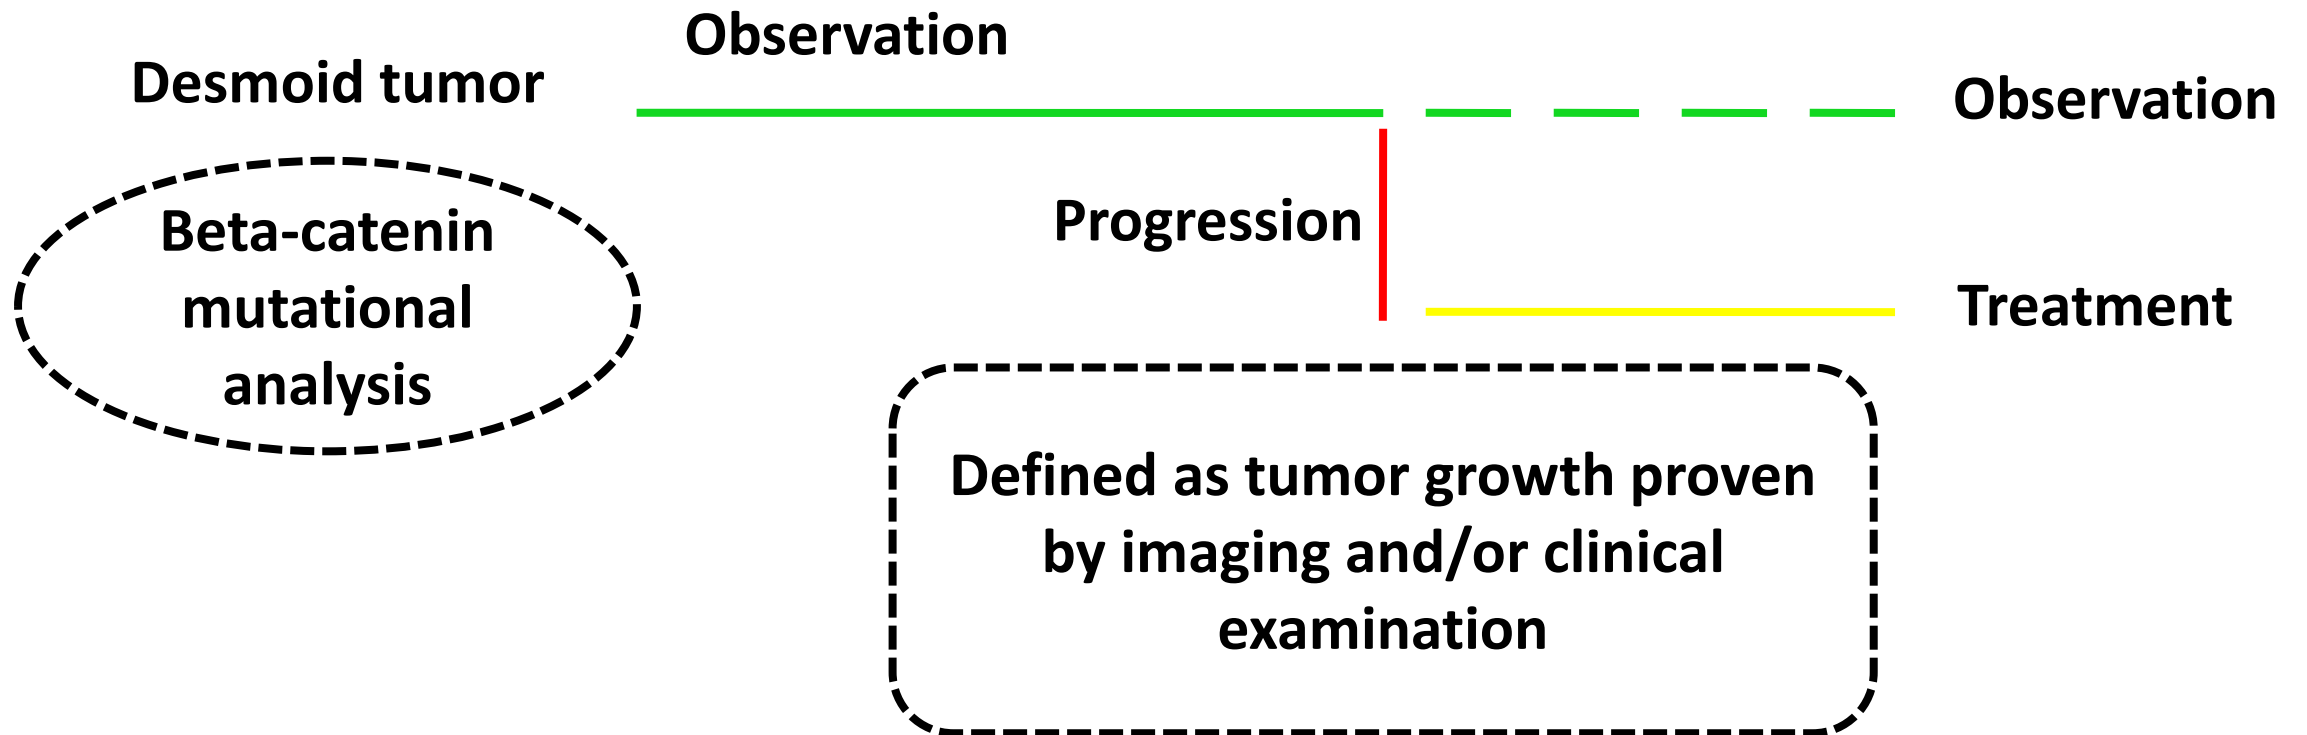 Observation
Desmoid tumor
Observation
Beta-catenin
mutational
analysis
Progression
Treatment
Defined as tumor growth proven
by imaging and/or clinical
examination